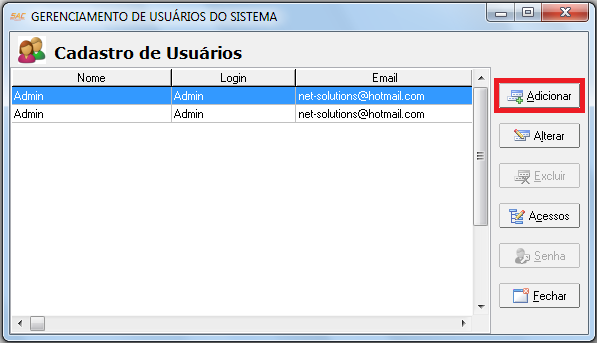 GERENCIAMENTO DE USUÁRIOS DO SISTEMA
Cadastro de Usuários
Nome Login Email
Admin Admin net-solutions@hotmail.com
Admin Admin net-solutions@hotmail.com
Adicionar
Alterar
Excluir
Acessos
Senha
Fechar